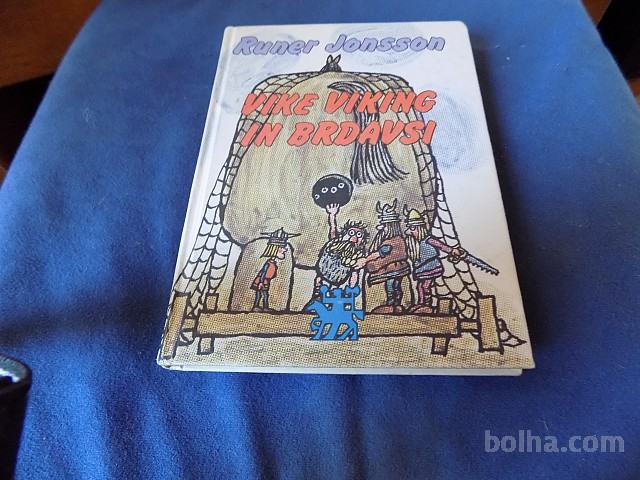 Runer Jonsson
VIKE VIKING
IN BRDAVSI
bolha.com